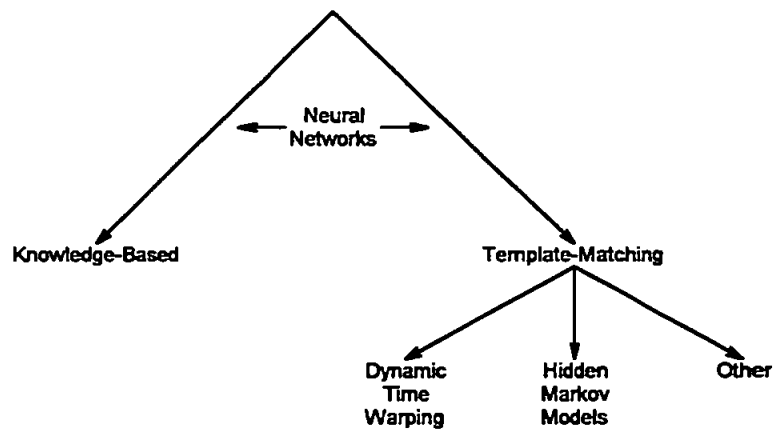 Neural
Networks
Knowledge-Based
Template-Matching
Dynamic
Time
Warping
Hidden
Markov
Models
Other